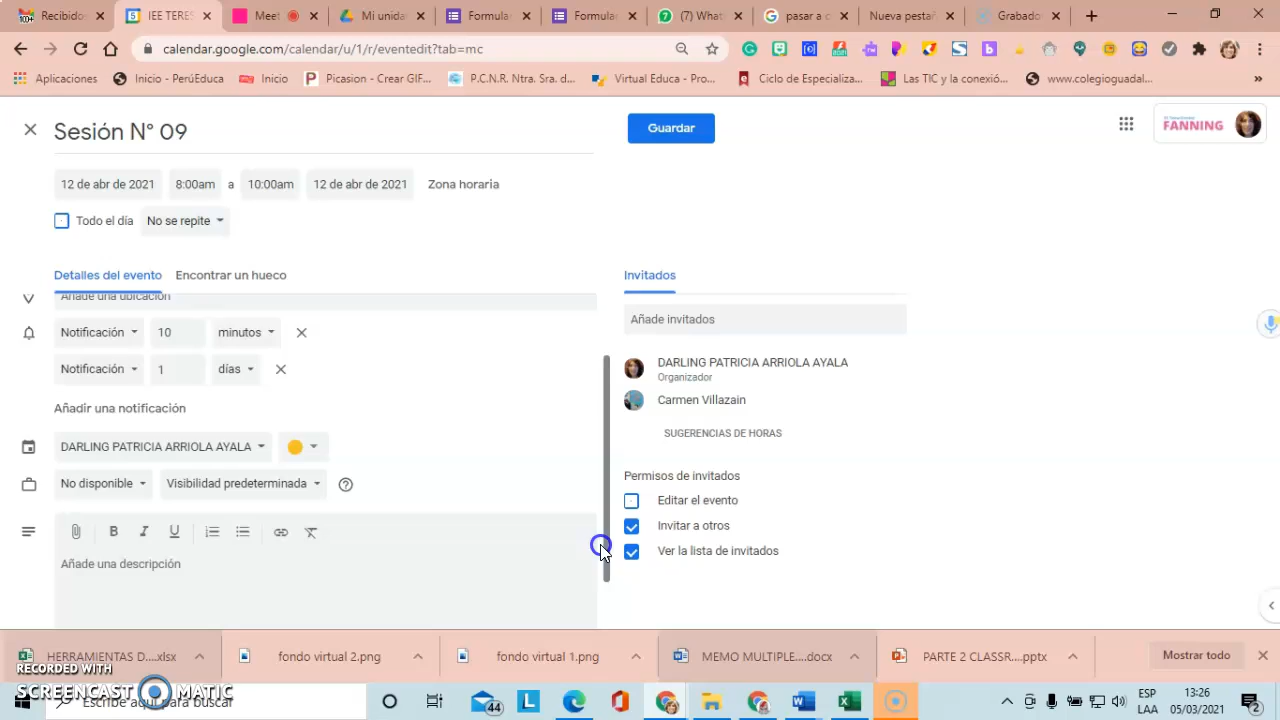 Recibidos
IEE TERES
Meet
Mi unida
Formula
Formula
(7) What
pasar a c
Nueva pestañ
Grabado
calendar.google.com/calendar/u/1/r/eventedit?tab=mc
Aplicaciones
Inicio - PerúEduca
Inicio
Picasion - Crear GIF...
P.C.N.R. Ntra. Sra. d...
Virtual Educa - Pro...
Ciclo de Especializa...
Las TIC y la conexió...
www.colegioguadal...
»
Sesión N° 09
Guardar
FANNING
12 de abr de 2021 8:00am a 10:00am 12 de abr de 2021 Zona horaria
Todo el día No se repite
Detalles del evento Encontrar un hueco
Invitados
Añade una ubicación
Añade invitados
Notificación 10 minutos
Notificación 1 días
DARLING PATRICIA ARRIOLA AYALA
Organizador
Carmen Villazain
Añadir una notificación
SUGERENCIAS DE HORAS
DARLING PATRICIA ARRIOLA AYALA
Permisos de invitados
No disponible Visibilidad predeterminada
Editar el evento
Invitar a otros
B I U
Ver la lista de invitados
Añade una descripción
HERRAMIENTAS D....xlsx
fondo virtual 2.png
fondo virtual 1.png
MEMO MULTIPLE....docx
PARTE 2 CLASSR....pptx
Mostrar todo
RECORDED WITH
SCREENCAST MATIC
Escribe aquí para buscar
44
ESP
LAA
13:26
05/03/2021
2